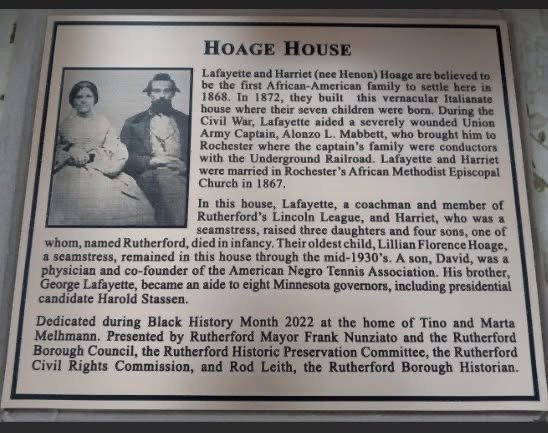 HOAGE HOUSE
Lafayette and Harriet (nee Henon) Hoage are believed to
be the first African-American family to settle here in
1868. In 1872, they built this vernacular Italianate
house where their seven children were born. During the
Civil War, Lafayette aided a severely wounded Union
Army Captain, Alonzo L. Mabbett, who brought him to
Rochester where the captain's family were conductors
with the Underground Railroad. Lafayette and Harriet
were married in Rochester's African Methodist Episcopal
Church in 1867.
In this house, Lafayette, a coachman and member of
Rutherford's Lincoln League, and Harriet, who was a
seamstress, raised three daughters and four sons, one of
whom, named Rutherford, died in infancy. Their oldest child, Lillian Florence Hoage,
a seamstress, remained in this house through the mid-1930's. A son, David, was a
physician and co-founder of the American Negro Tennis Association. His brother,
George Lafayette, became an aide to eight Minnesota governors, including presidential
candidate Harold Stassen.
Dedicated during Black History Month 2022 at the home of Tino and Marta
Melhmann. Presented by Rutherford Mayor Frank Nunziato and the Rutherford
Borough Council, the Rutherford Historic Preservation Committee, the Rutherford
Civil Rights Commission, and Rod Leith, the Rutherford Borough Historian.